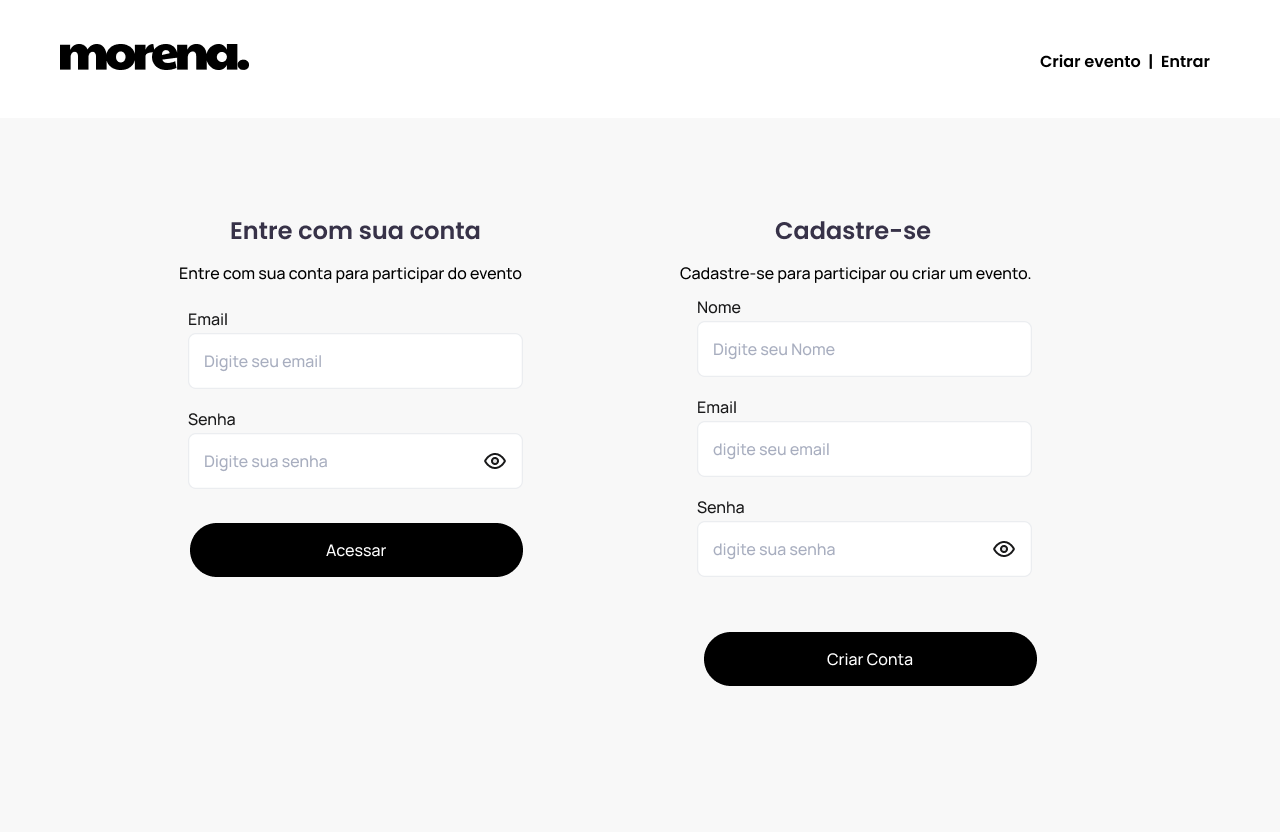 morena.
Criar evento | Entrar
Entre com sua conta
Entre com sua conta para participar do evento
Email
Digite seu email
Senha
Digite sua senha
Acessar
Cadastre-se
Cadastre-se para participar ou criar um evento.
Nome
Digite seu Nome
Email
digite seu email
Senha
digite sua senha
Criar Conta